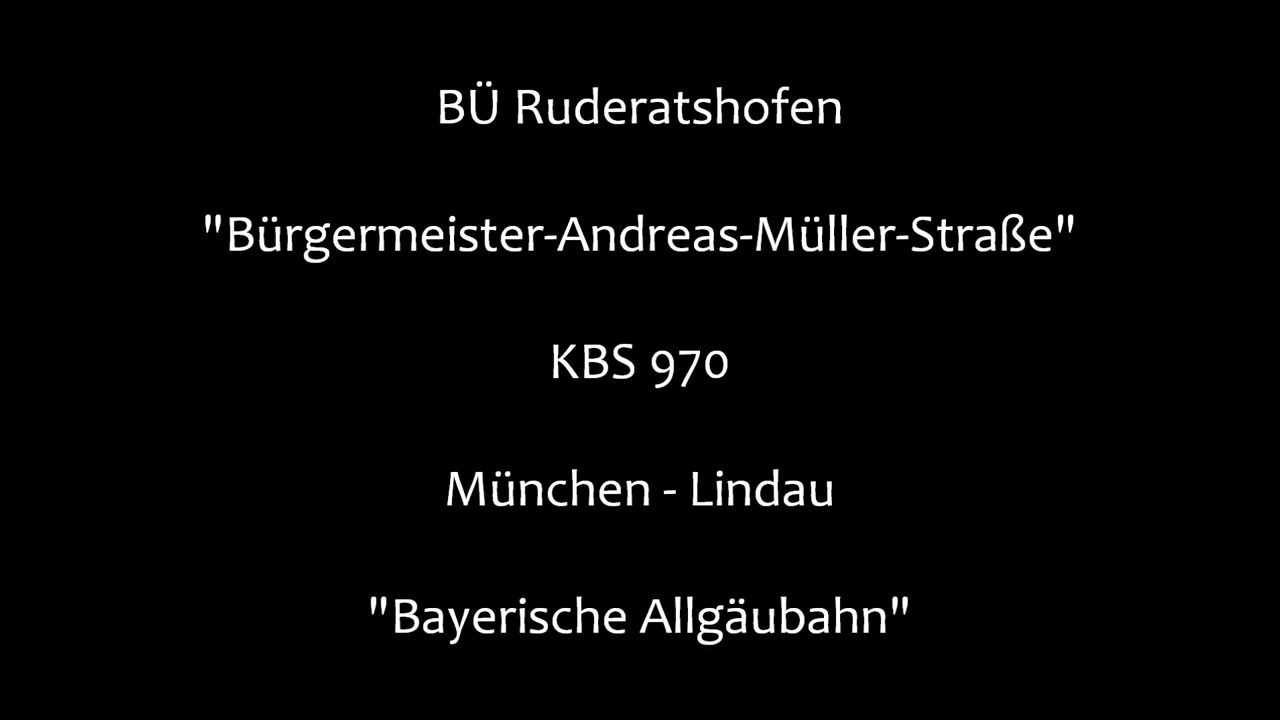 BÜ Ruderatshofen
"Bürgermeister-Andreas-Müller-Straße"
KBS 970
München - Lindau
"Bayerische Allgäubahn"